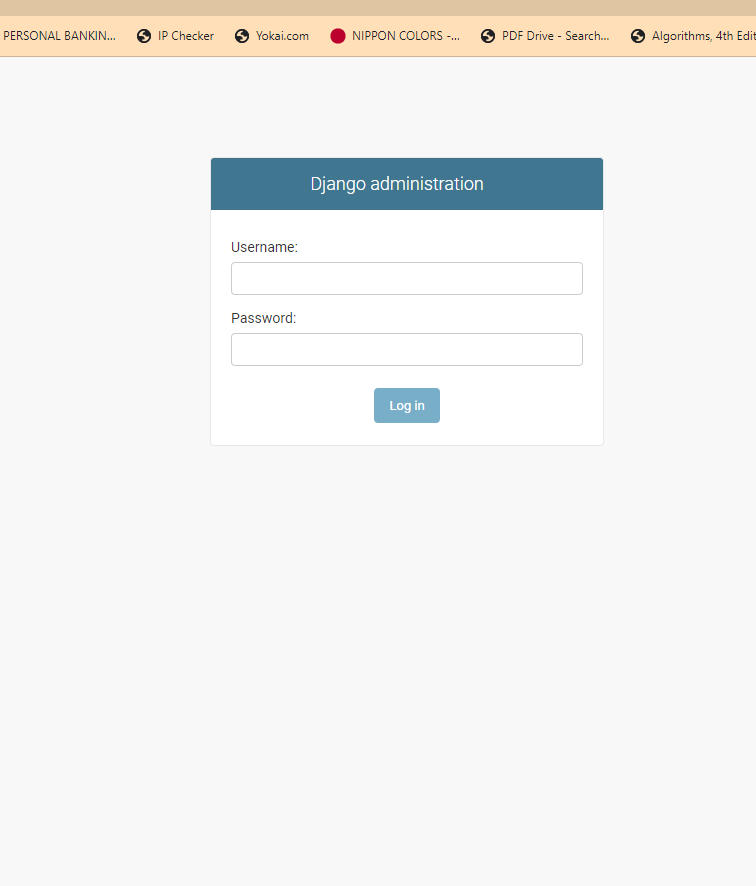 PERSONAL BANKIN... IP Checker Yokai.com NIPPON COLORS -... PDF Drive - Search... Algorithms, 4th Edit
Django administration
Username:
Password:
Log in